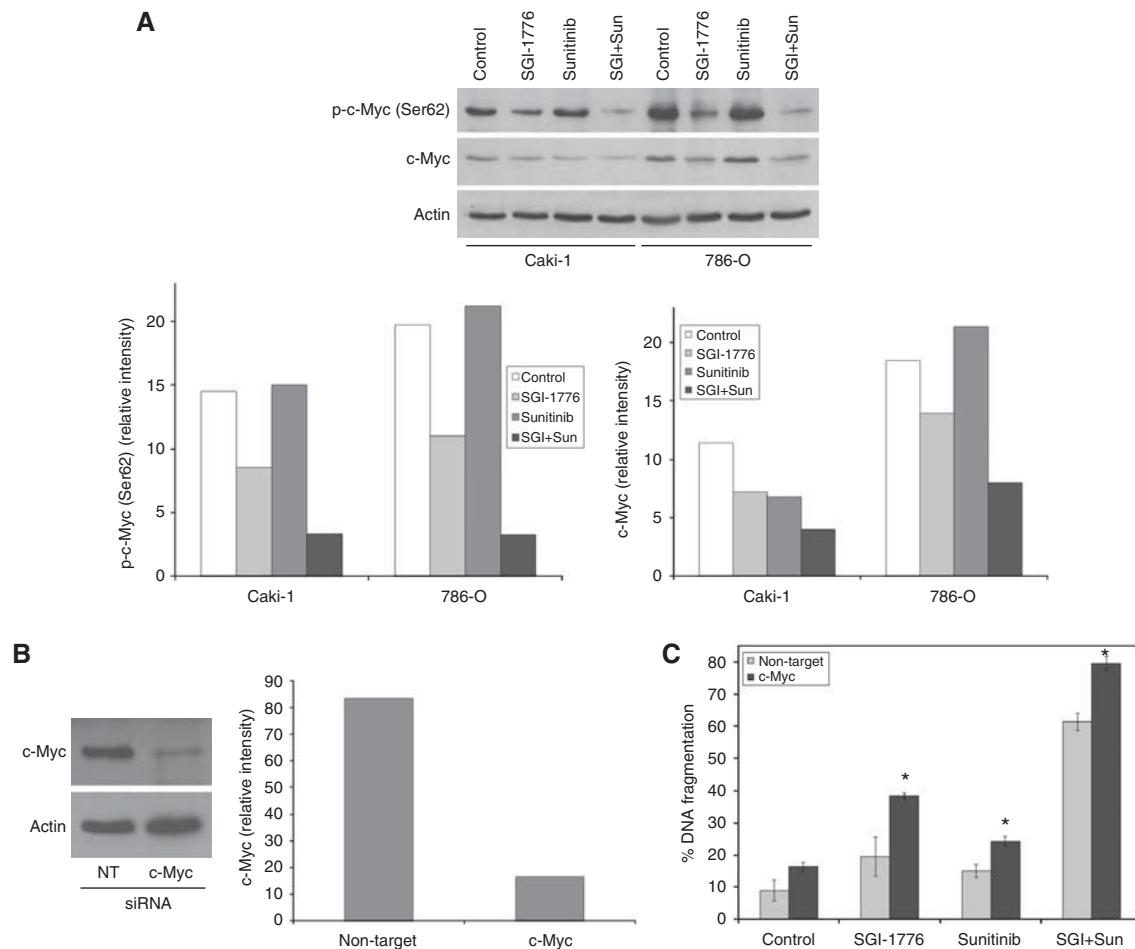 A
Control
SGI-1776
Sunitinib
SGI+Sun
Control
SGI-1776
Sunitinib
SGI+Sun
p-c-Myc (Ser62)
c-Myc
Actin
Caki-1
786-O
p-c-Myc (Ser62) (relative intensity)
20
15
10
5
0
Control
SGI-1776
Sunitinib
SGI+Sun
Caki-1
786-O
c-Myc (relative intensity)
20
15
10
5
0
Control
SGI-1776
Sunitinib
SGI+Sun
Caki-1
786-O
B
c-Myc
Actin
NT
c-Myc
siRNA
c-Myc (relative intensity)
90
80
70
60
50
40
30
20
10
0
Non-target
c-Myc
C
% DNA fragmentation
80
70
60
50
40
30
20
10
0
Non-target
c-Myc
*
*
*
Control
SGI-1776
Sunitinib
SGI+Sun